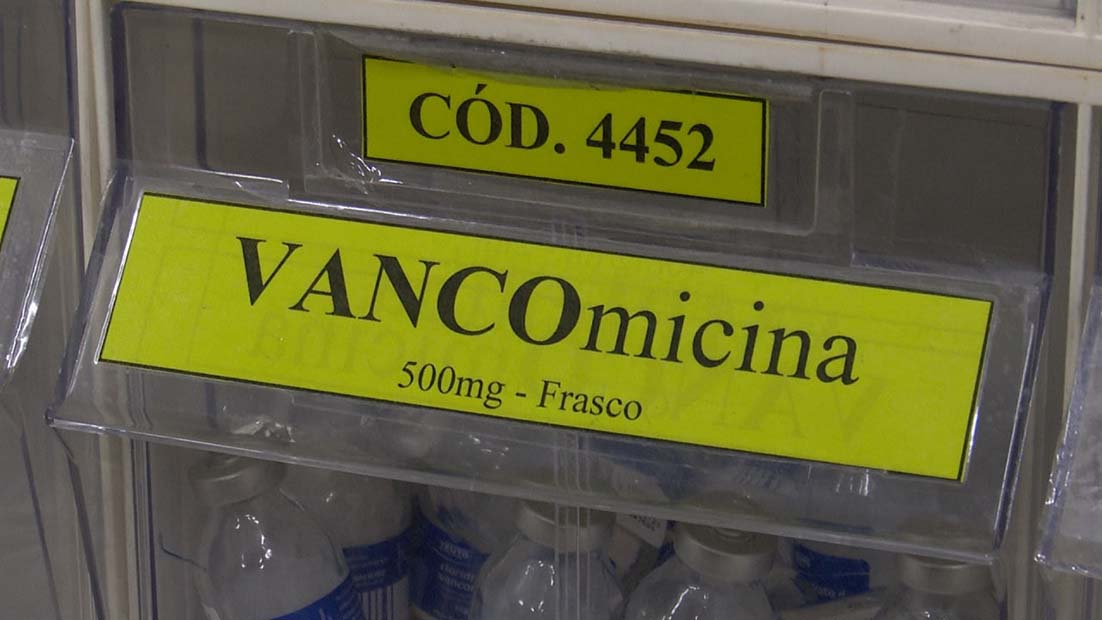 CÓD. 4452
VANCOmicina
500mg - Frasco